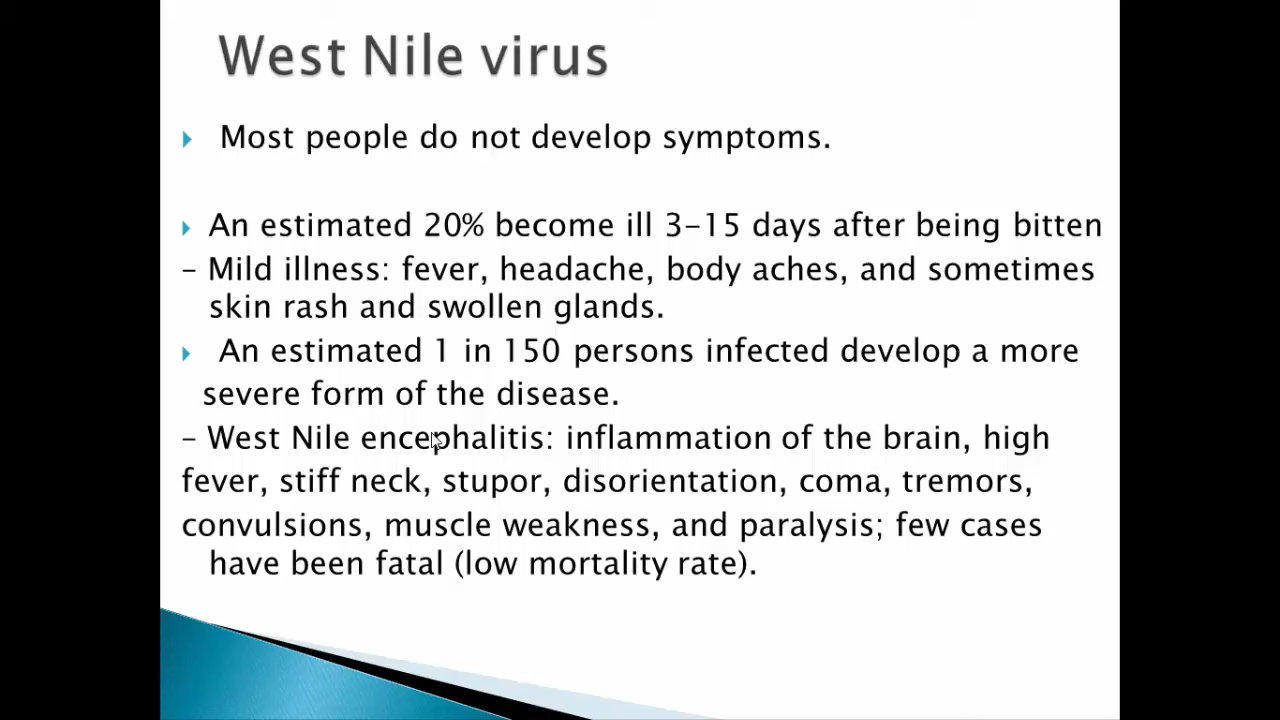 West Nile virus
Most people do not develop symptoms.
An estimated 20% become ill 3-15 days after being bitten
- Mild illness: fever, headache, body aches, and sometimes
skin rash and swollen glands.
An estimated 1 in 150 persons infected develop a more
severe form of the disease.
- West Nile encephalitis: inflammation of the brain, high
fever, stiff neck, stupor, disorientation, coma, tremors,
convulsions, muscle weakness, and paralysis; few cases
have been fatal (low mortality rate).